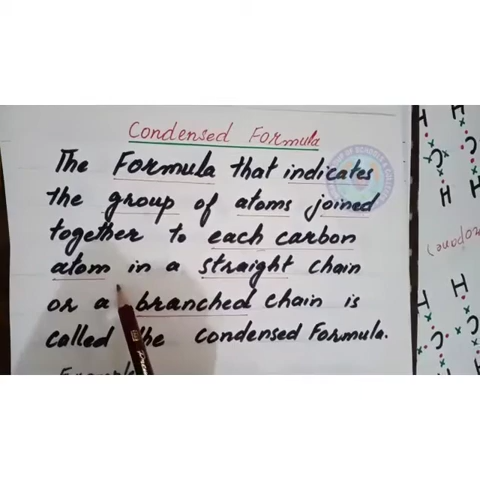 Condensed Formula
The Formula that indicates
the group of atoms joined
together to each carbon
atom in a straight chain
or a branched chain is
called the condensed Formula.
Example
H H
C
H H
H
C
H